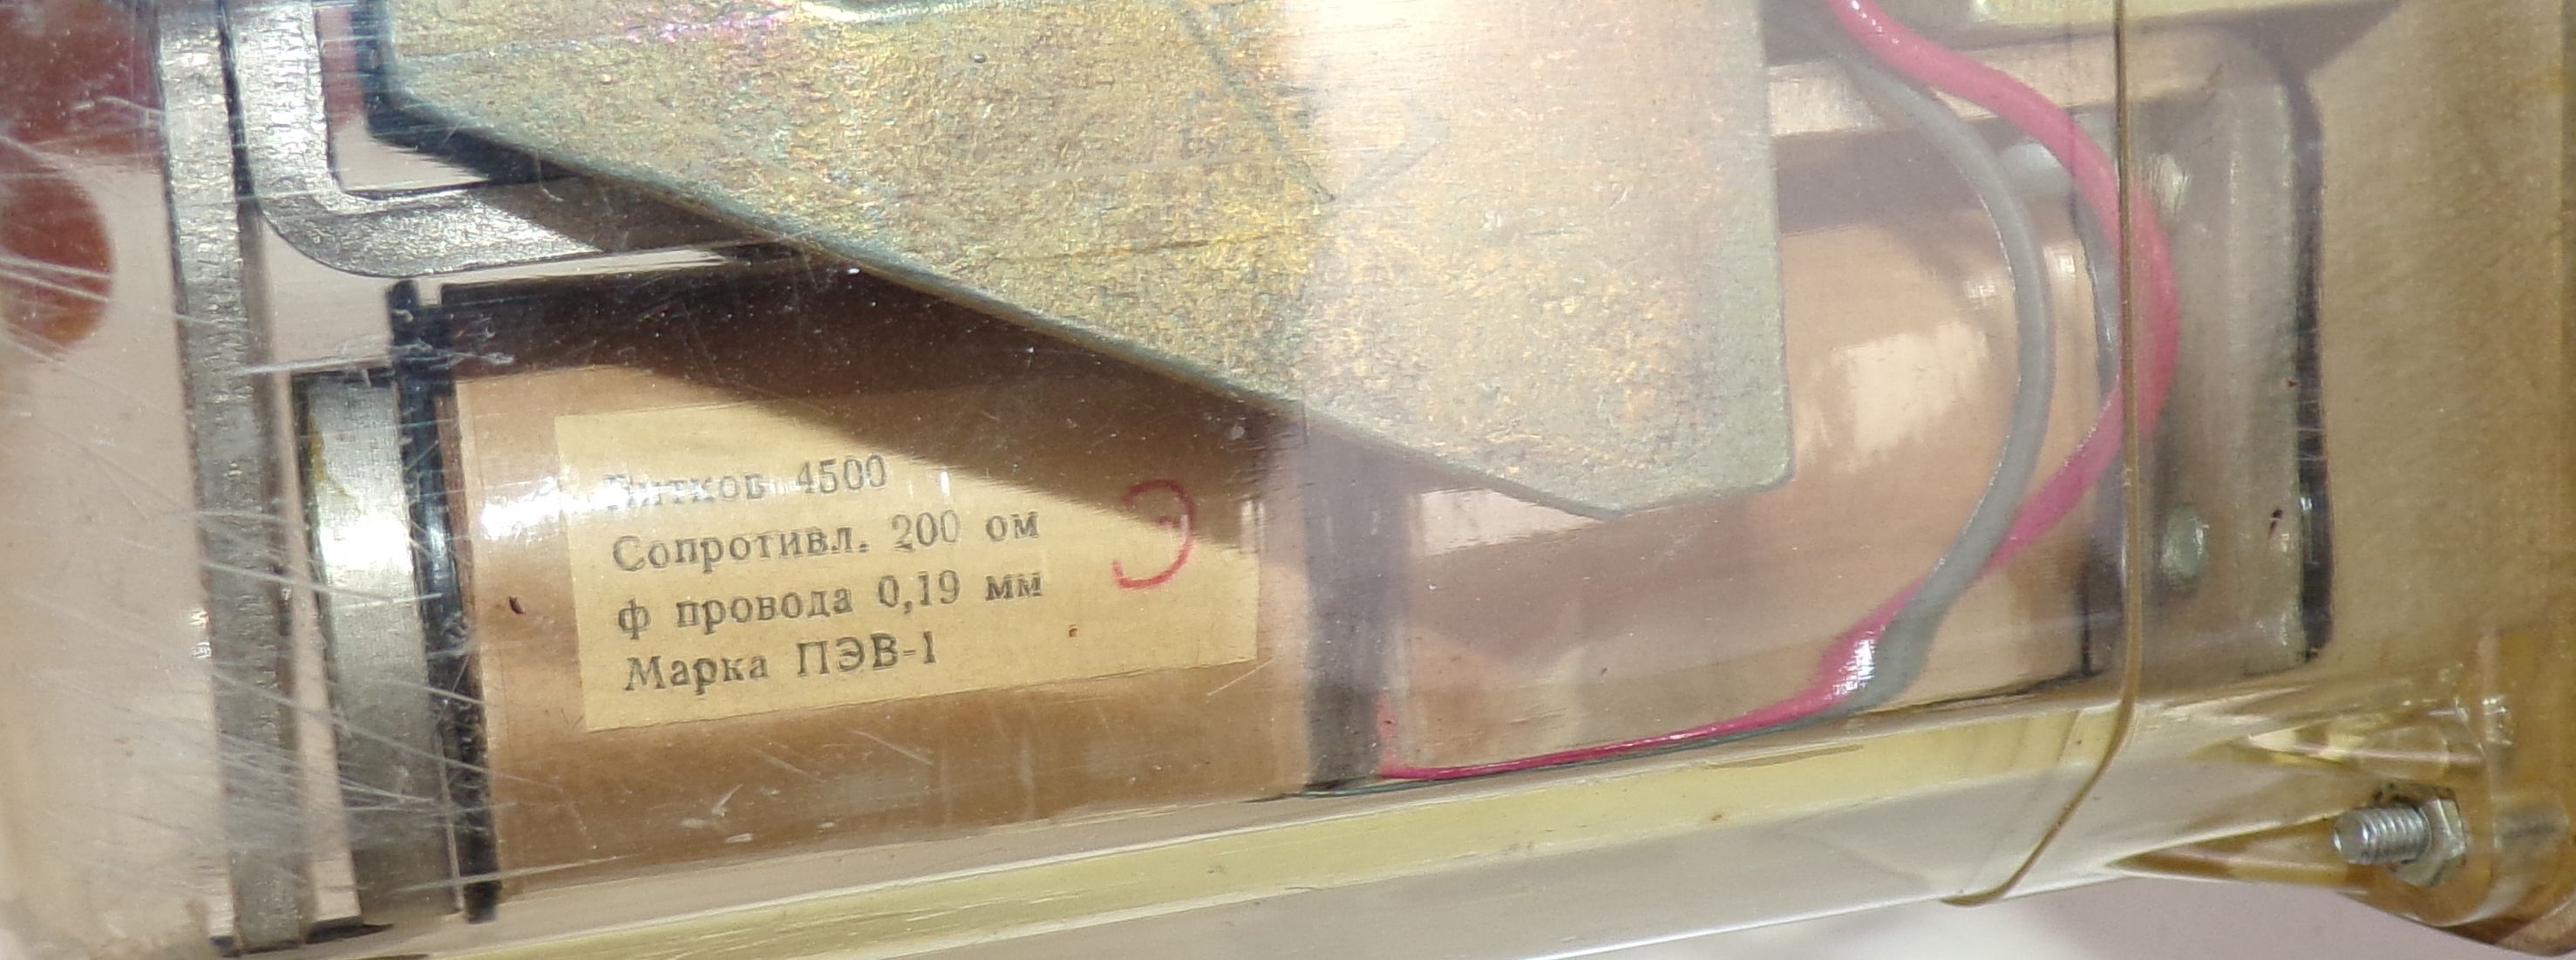 Витков 4500
Сопротивл. 200 ом
ф провода 0,19 мм
Марка ПЭВ-1
Э